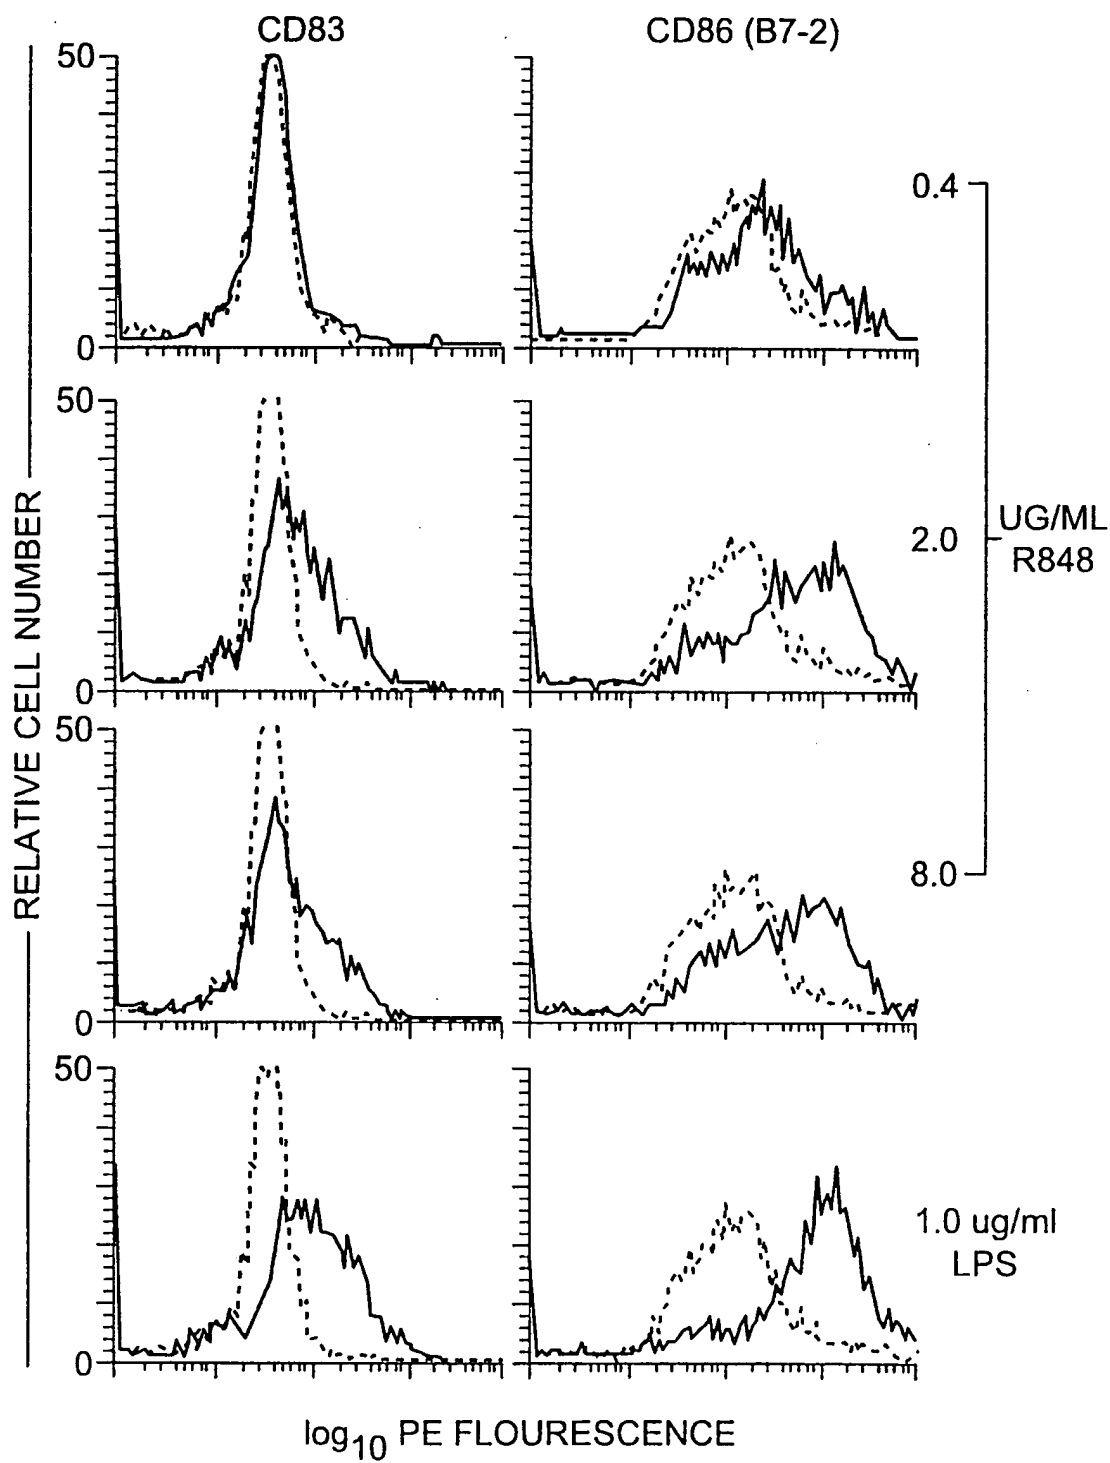 CD83
CD86 (B7-2)
50
0
0.4
50
0
2.0
UG/ML
R848
50
0
8.0
50
0
1.0 ug/ml
LPS
RELATIVE CELL NUMBER
log10 PE FLOURESCENCE